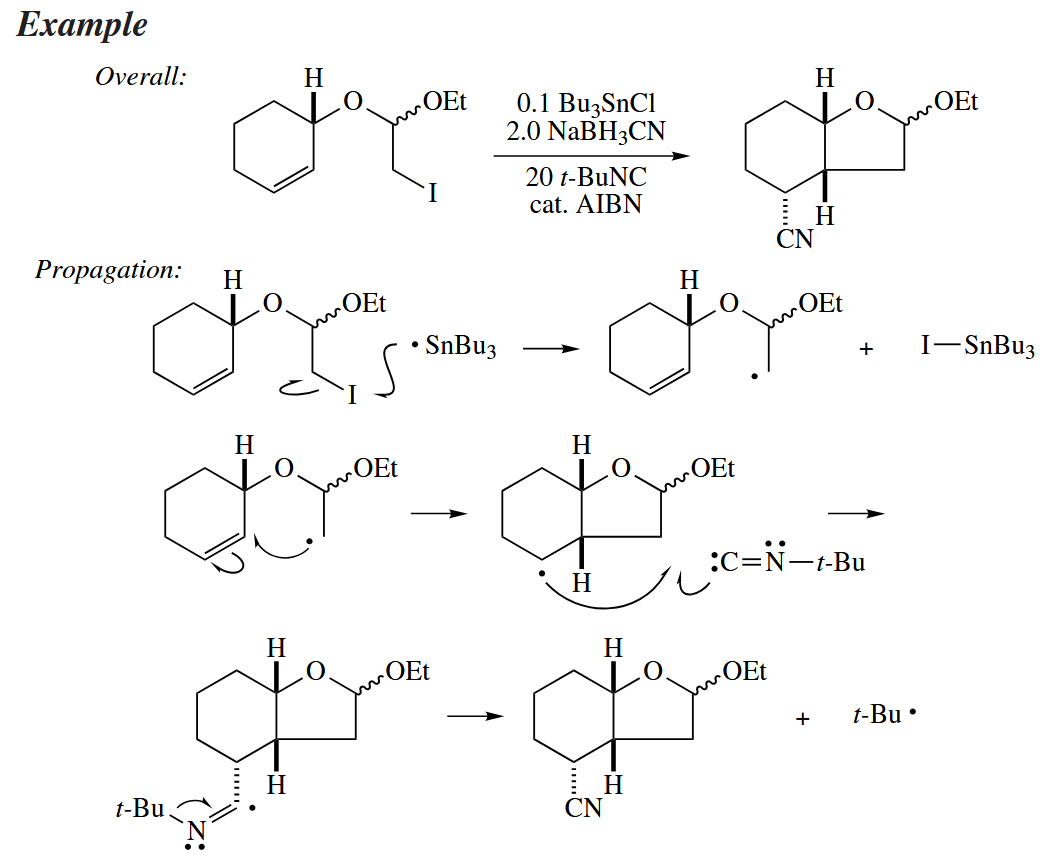 Example
Overall:
H
O
OEt
I
0.1 Bu₃SnCl
2.0 NaBH₃CN
20 t-BuNC
cat. AIBN
H
O
OEt
H
CN
Propagation:
H
O
OEt
I
• SnBu₃
H
O
OEt
•
+
I—SnBu₃
H
O
OEt
•
H
O
OEt
•
H
:C=N̈—t-Bu
H
O
OEt
H
t-Bu
N
•
H
O
OEt
H
CN
+
t-Bu •